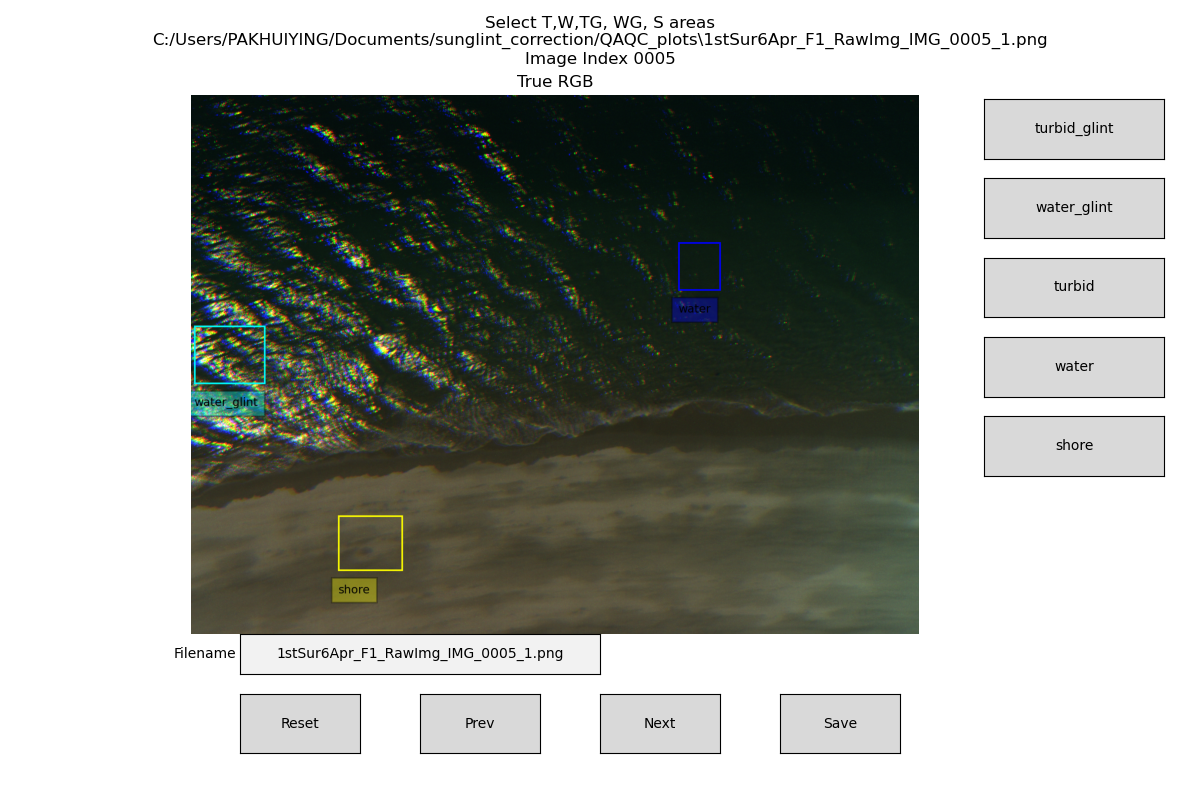 Select T,W,TG, WG, S areas
C:/Users/PAKHUIYING/Documents/sunglint_correction/QAQC_plots\1stSur6Apr_F1_RawImg_IMG_0005_1.png
Image Index 0005
True RGB
turbid_glint
water_glint
turbid
water
shore
water
water_glint
shore
Filename 1stSur6Apr_F1_RawImg_IMG_0005_1.png
Reset Prev Next Save